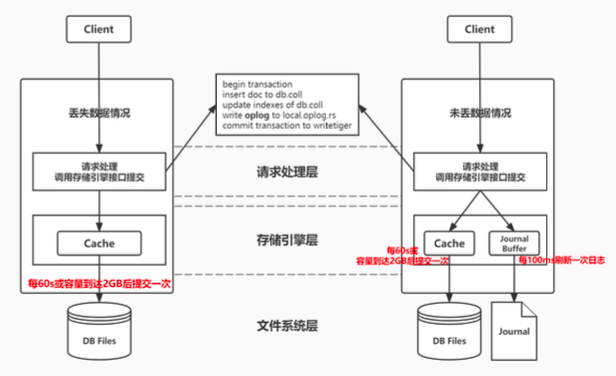 Client
Client
丢失数据情况
begin transaction
insert doc to db.coll
update indexes of db.coll
write oplog to local.oplog.rs
commit transaction to writetiger
未丢数据情况
请求处理
调用存储引擎接口提交
请求处理层
请求处理
调用存储引擎接口提交
Cache
存储引擎层
Cache
Journal
Buffer
每60s或容量到达2GB后提交一次
每60s或
容量到达2GB后提交一次
每100ms刷新一次日志
DB Files
文件系统层
DB Files
Journal